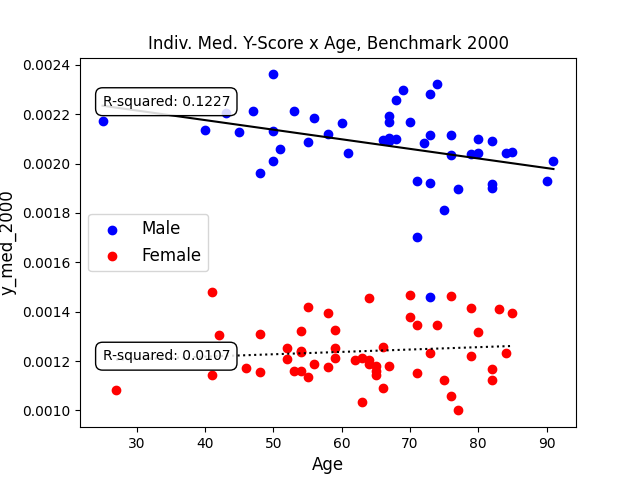 Indiv. Med. Y-Score x Age, Benchmark 2000
0.0024
R-squared: 0.1227
0.0022
0.0020
0.0018
Male
Female
0.0016
0.0014
R-squared: 0.0107
0.0012
0.0010
y_med_2000
30 40 50 60 70 80 90
Age